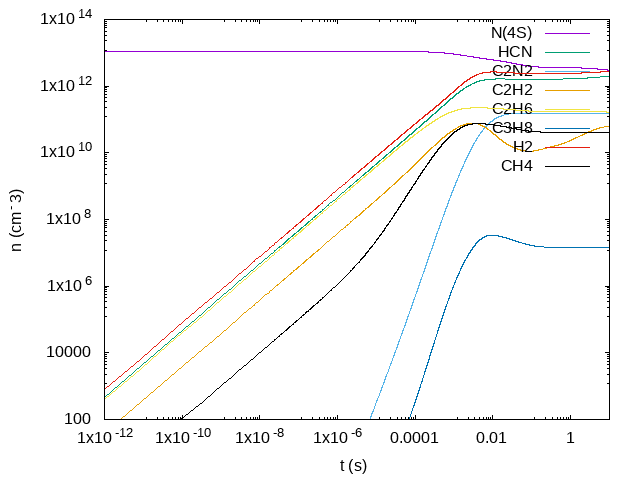 1x10 14
1x10 12
1x10 10
1x10 8
1x10 6
10000
100
n (cm- 3)
N(4S)
HCN
C2N2
C2H2
C2H6
C3H8
H2
CH4
1x10 -12
1x10 -10
1x10 -8
1x10 -6
0.0001
0.01
1
t (s)